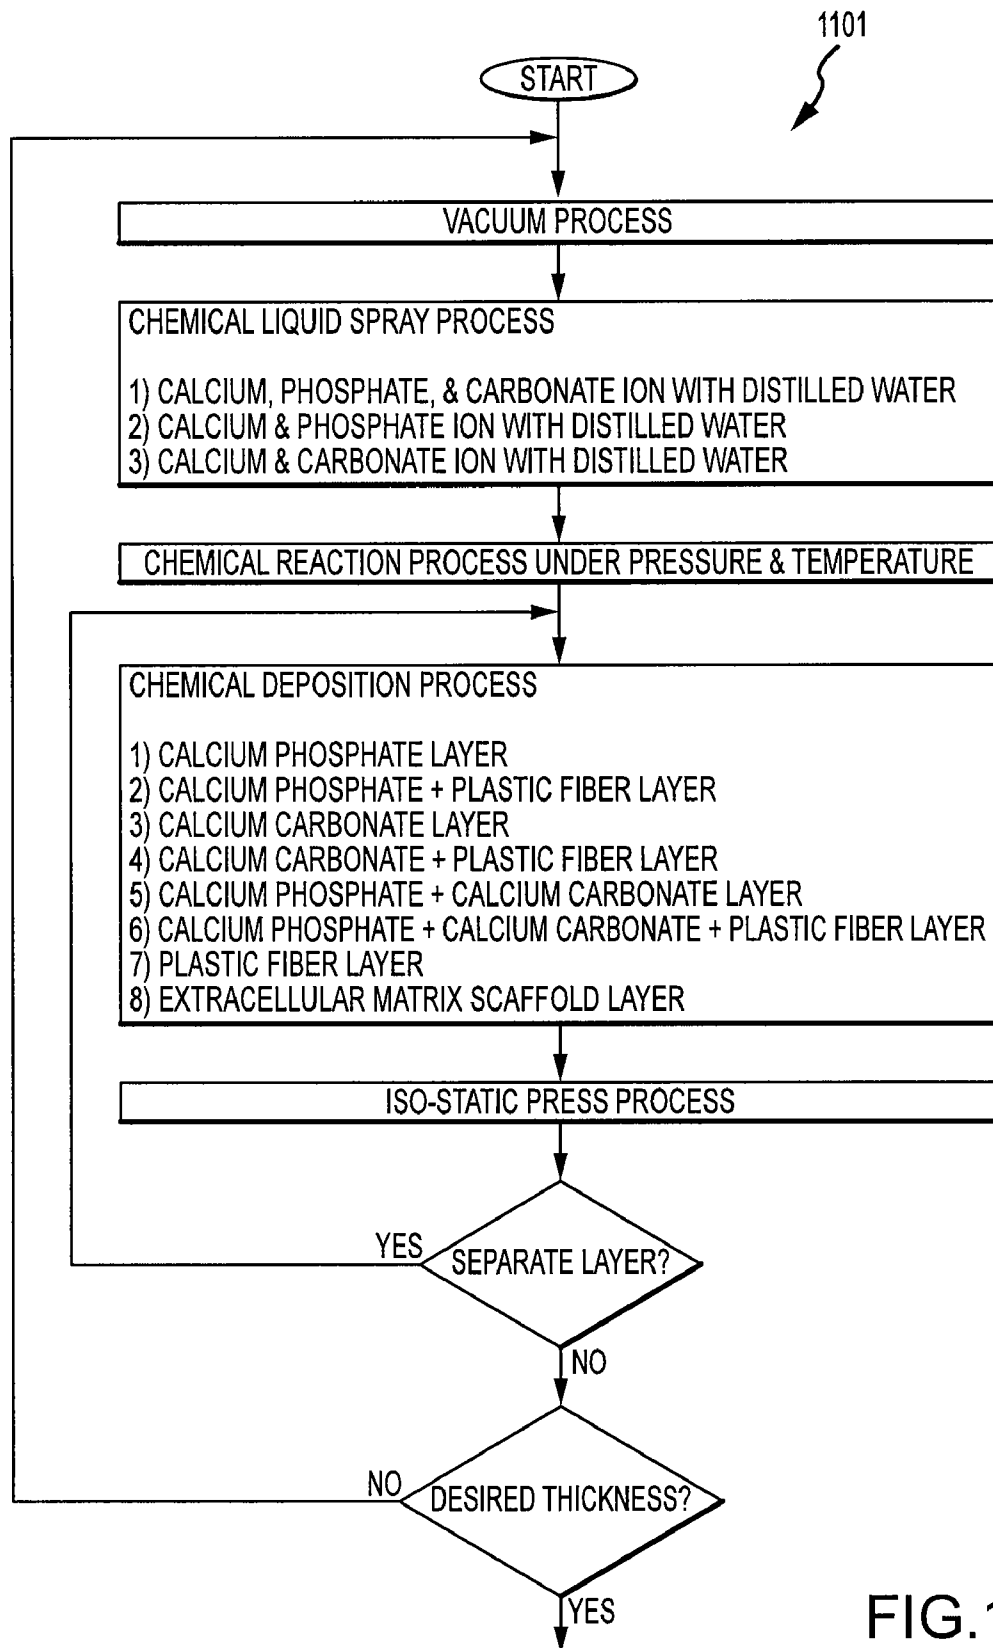 1101
START
VACUUM PROCESS
CHEMICAL LIQUID SPRAY PROCESS
1) CALCIUM, PHOSPHATE, & CARBONATE ION WITH DISTILLED WATER
2) CALCIUM & PHOSPHATE ION WITH DISTILLED WATER
3) CALCIUM & CARBONATE ION WITH DISTILLED WATER
CHEMICAL REACTION PROCESS UNDER PRESSURE & TEMPERATURE
CHEMICAL DEPOSITION PROCESS
1) CALCIUM PHOSPHATE LAYER
2) CALCIUM PHOSPHATE + PLASTIC FIBER LAYER
3) CALCIUM CARBONATE LAYER
4) CALCIUM CARBONATE + PLASTIC FIBER LAYER
5) CALCIUM PHOSPHATE + CALCIUM CARBONATE LAYER
6) CALCIUM PHOSPHATE + CALCIUM CARBONATE + PLASTIC FIBER LAYER
7) PLASTIC FIBER LAYER
8) EXTRACELLULAR MATRIX SCAFFOLD LAYER
ISO-STATIC PRESS PROCESS
YES
SEPARATE LAYER?
NO
NO
DESIRED THICKNESS?
YES
FIG.1